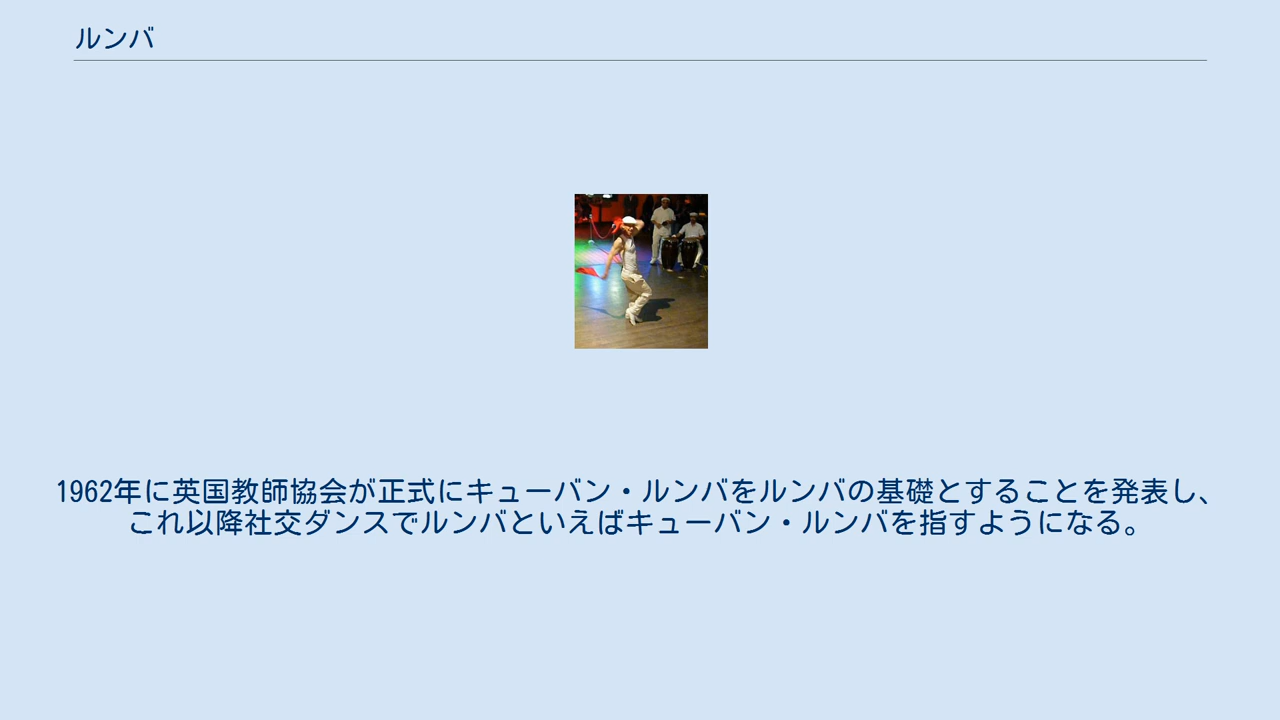 ルンバ
1962年に英国教師協会が正式にキューバン・ルンバをルンバの基礎とすることを発表し、
これ以降社交ダンスでルンバといえばキューバン・ルンバを指すようになる。